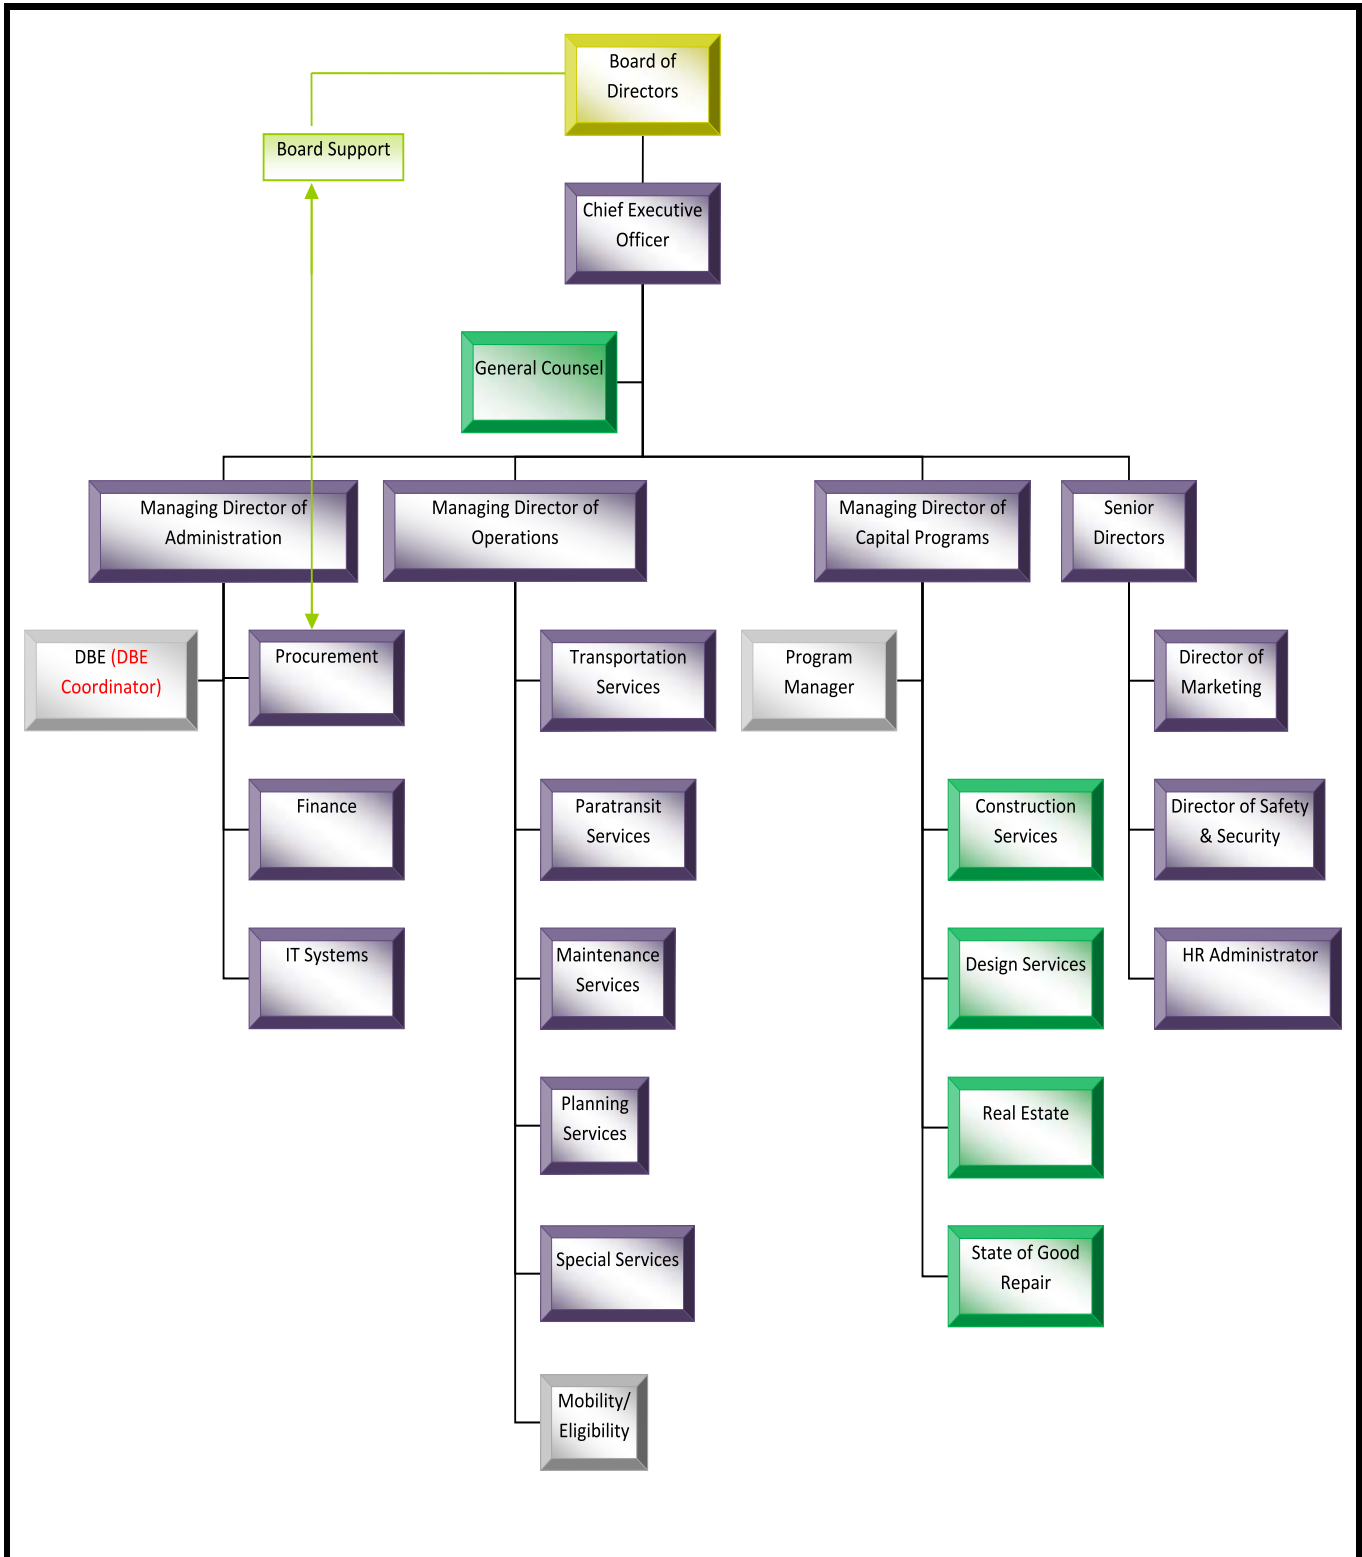 Board of
Directors
Board Support
Chief Executive
Officer
General Counsel
Managing Director of
Administration
Managing Director of
Operations
Managing Director of
Capital Programs
Senior
Directors
DBE (DBE
Coordinator)
Procurement
Transportation
Services
Program
Manager
Director of
Marketing
Finance
Paratransit
Services
Construction
Services
Director of Safety
& Security
IT Systems
Maintenance
Services
Design Services
HR Administrator
Planning
Services
Real Estate
Special Services
State of Good
Repair
Mobility/
Eligibility